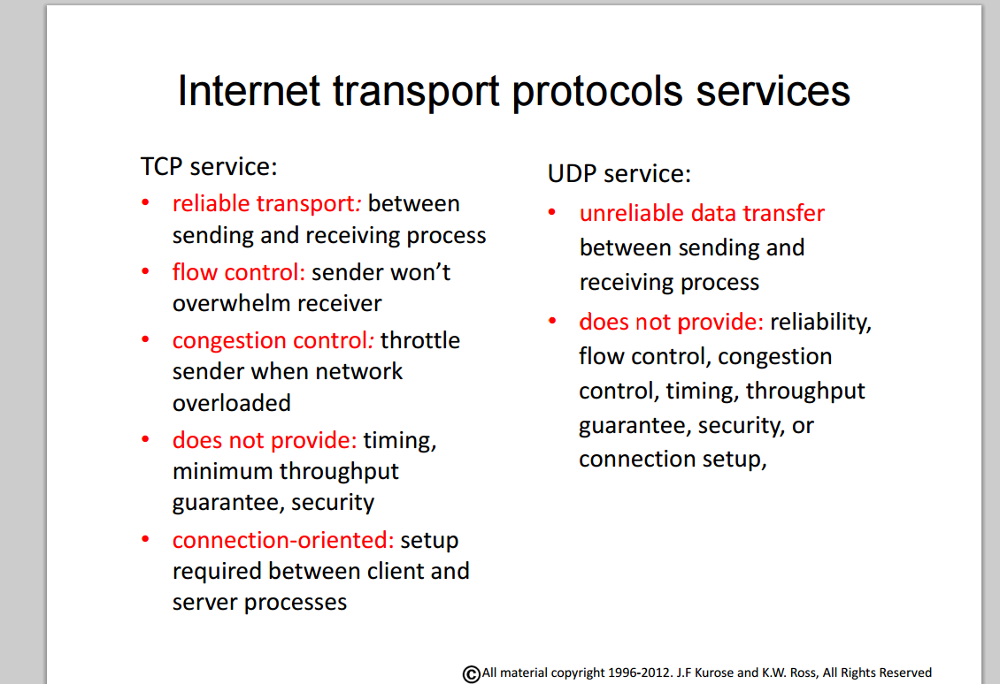 Internet transport protocols services
TCP service:
• reliable transport: between
sending and receiving process
• flow control: sender won’t
overwhelm receiver
• congestion control: throttle
sender when network
overloaded
• does not provide: timing,
minimum throughput
guarantee, security
• connection-oriented: setup
required between client and
server processes
UDP service:
• unreliable data transfer
between sending and
receiving process
• does not provide: reliability,
flow control, congestion
control, timing, throughput
guarantee, security, or
connection setup,
©All material copyright 1996-2012. J.F Kurose and K.W. Ross, All Rights Reserved